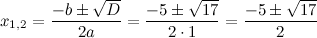 x_{1,2} = \frac{-b \pm \sqrt{D}}{2a} = \frac{-5 \pm \sqrt{17}}{2 \cdot 1} = \frac{-5 \pm \sqrt{17}}{2}